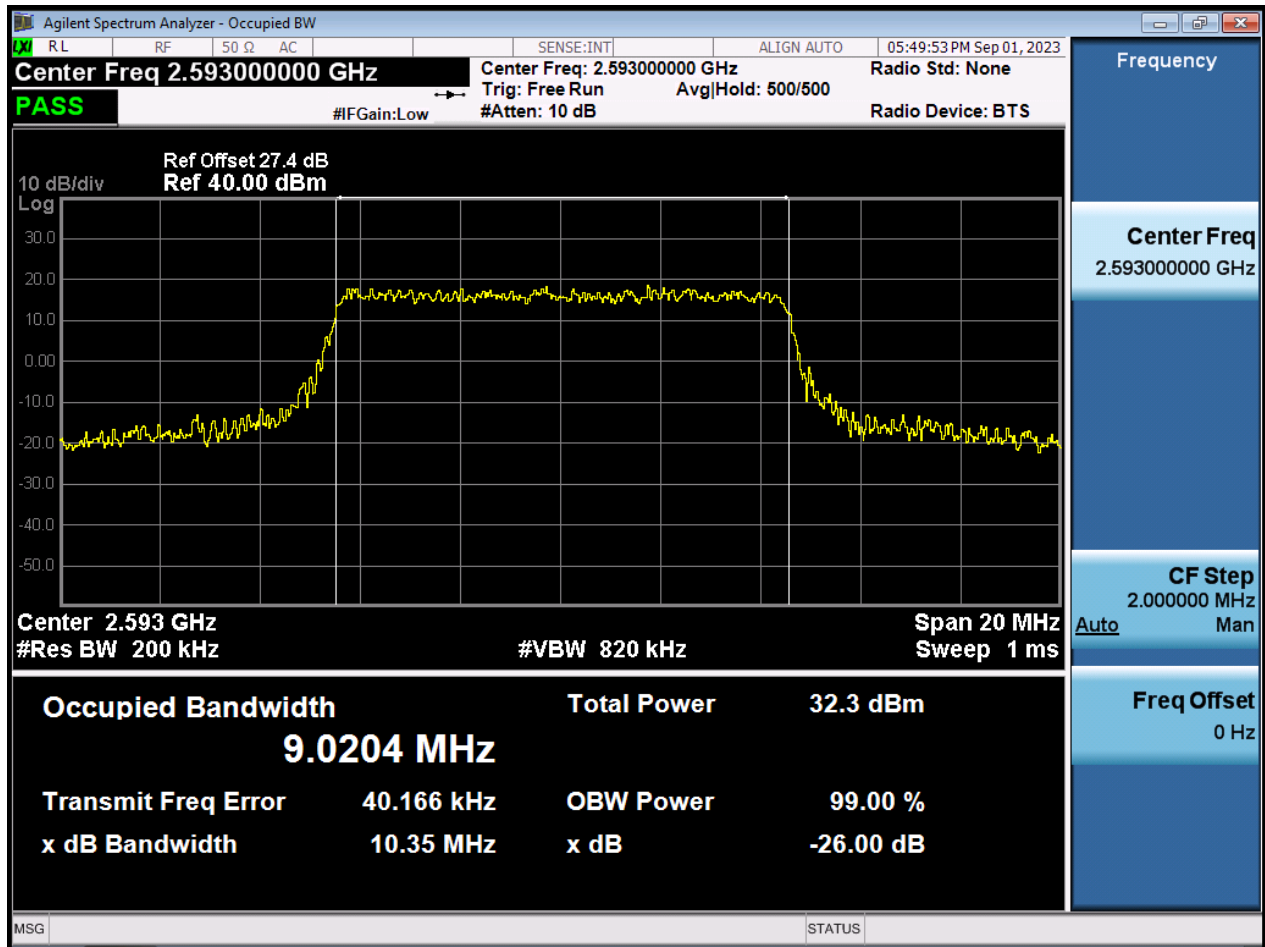 Agilent Spectrum Analyzer - Occupied BW
LXI RL RF 50 Ω AC SENSE:INT ALIGN AUTO 05:49:53 PM Sep 01, 2023
Center Freq 2.593000000 GHz
Center Freq: 2.593000000 GHz
Radio Std: None
Trig: Free Run Avg|Hold: 500/500
PASS
#IFGain:Low
#Atten: 10 dB
Radio Device: BTS
Ref Offset 27.4 dB
10 dB/div Ref 40.00 dBm
Log
30.0
20.0
10.0
0.00
-10.0
-20.0
-30.0
-40.0
-50.0
Center 2.593 GHz Span 20 MHz
#Res BW 200 kHz #VBW 820 kHz Sweep 1 ms
Occupied Bandwidth Total Power 32.3 dBm
9.0204 MHz
Transmit Freq Error 40.166 kHz OBW Power 99.00 %
x dB Bandwidth 10.35 MHz x dB -26.00 dB
MSG STATUS
Frequency
Center Freq
2.593000000 GHz
CF Step
2.000000 MHz
Auto Man
Freq Offset
0 Hz